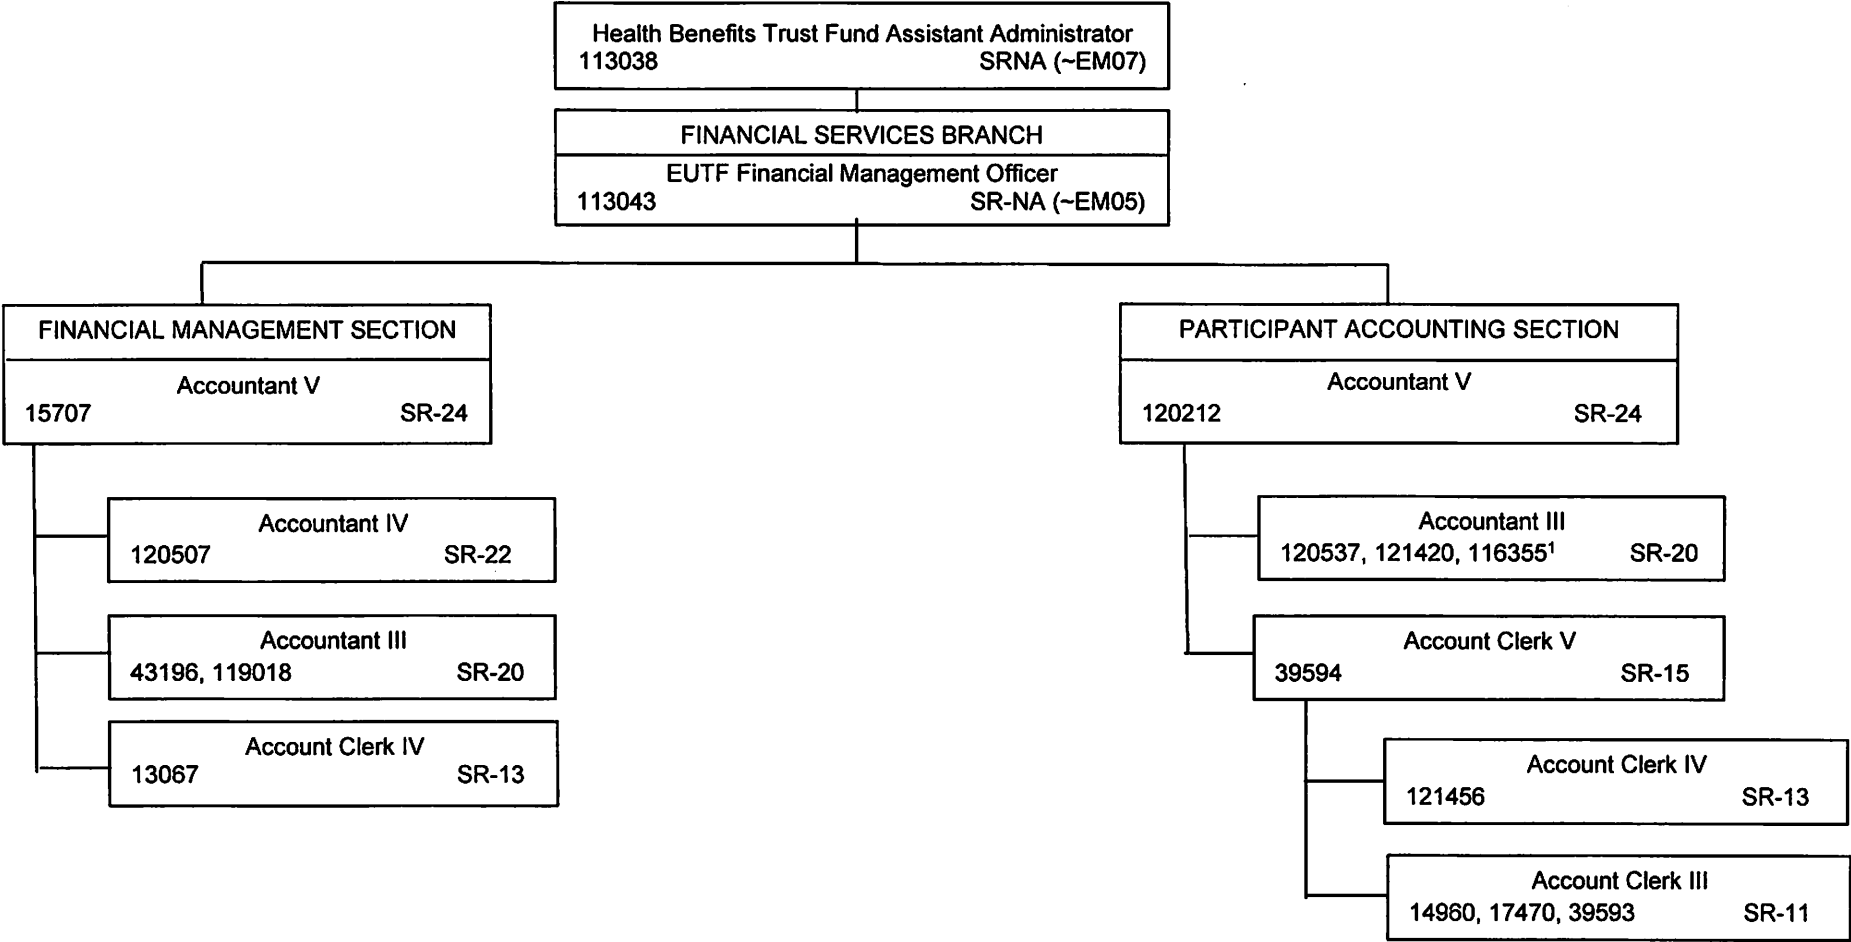 Health Benefits Trust Fund Assistant Administrator
113038 SRNA (~EM07)
FINANCIAL SERVICES BRANCH
EUTF Financial Management Officer
113043 SR-NA (~EM05)
FINANCIAL MANAGEMENT SECTION
Accountant V
15707 SR-24
Accountant IV
120507 SR-22
Accountant III
43196, 119018 SR-20
Account Clerk IV
13067 SR-13
PARTICIPANT ACCOUNTING SECTION
Accountant V
120212 SR-24
Accountant III
120537, 121420, 116355¹ SR-20
Account Clerk V
39594 SR-15
Account Clerk IV
121456 SR-13
Account Clerk III
14960, 17470, 39593 SR-11